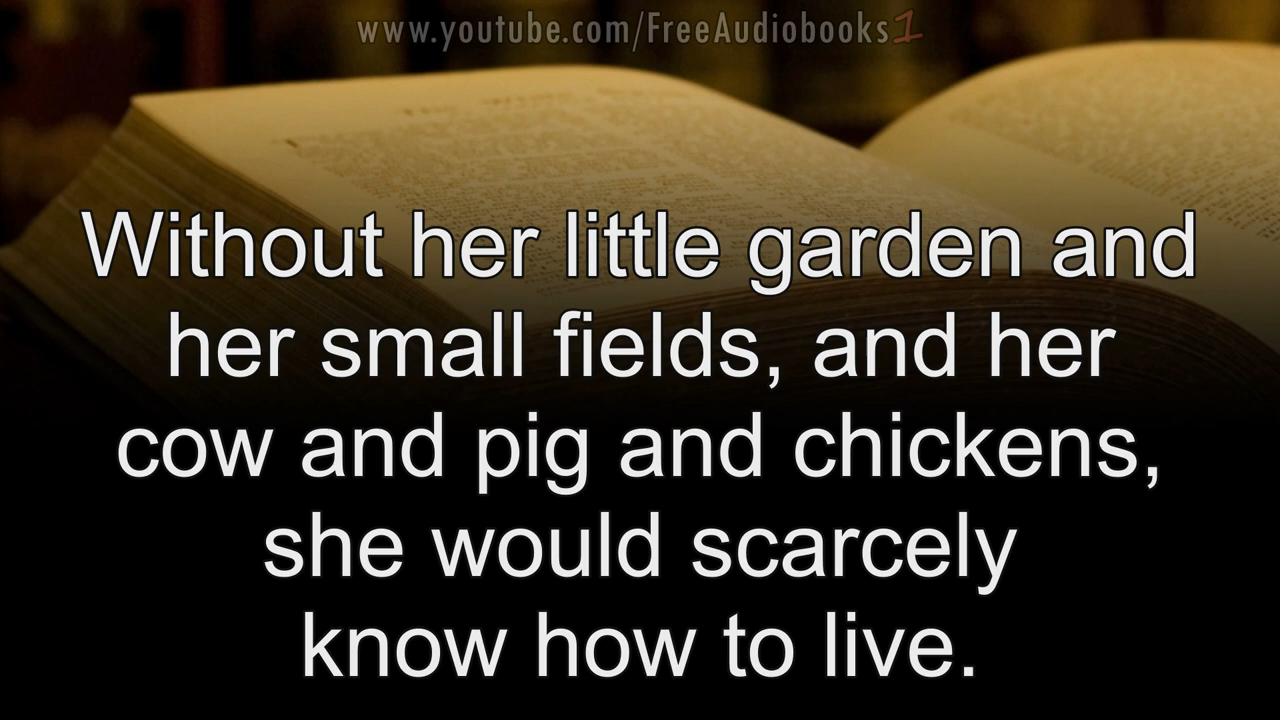 www.youtube.com/FreeAudiobooks1
Without her little garden and
her small fields, and her
cow and pig and chickens,
she would scarcely
know how to live.